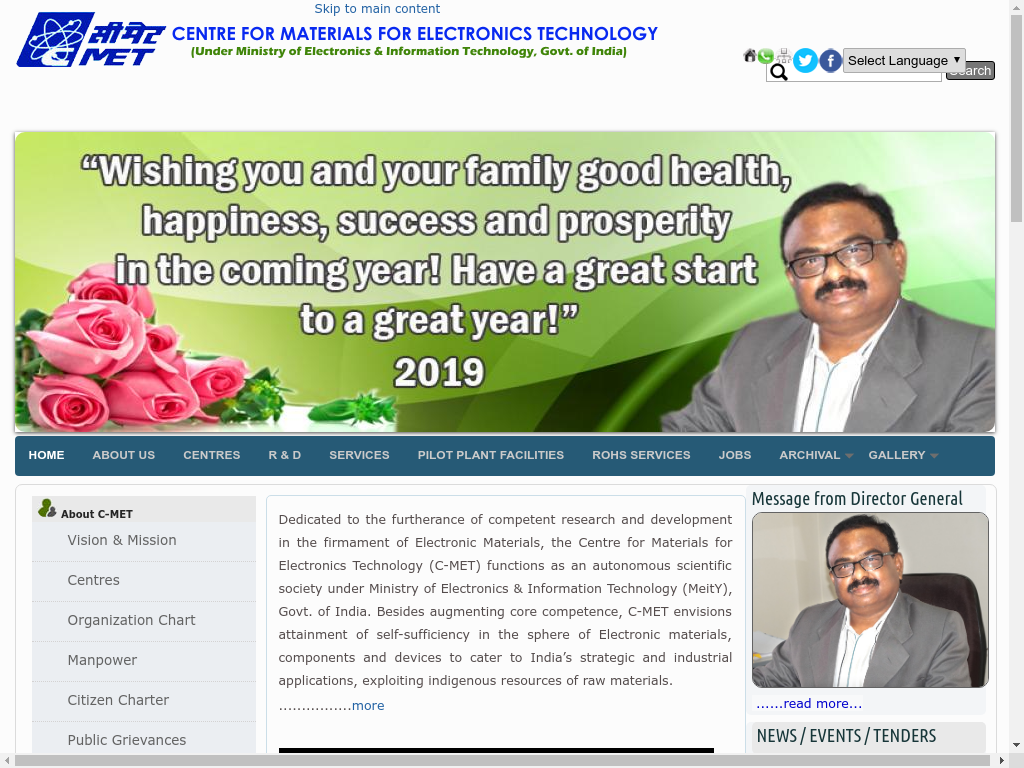 Skip to main content
सीमेट
C-MET
CENTRE FOR MATERIALS FOR ELECTRONICS TECHNOLOGY
(Under Ministry of Electronics & Information Technology, Govt. of India)
Select Language
Search
“Wishing you and your family good health,
happiness, success and prosperity
in the coming year! Have a great start
to a great year!”
2019
HOME ABOUT US CENTRES R & D SERVICES PILOT PLANT FACILITIES ROHS SERVICES JOBS ARCHIVAL GALLERY
About C-MET
Vision & Mission
Centres
Organization Chart
Manpower
Citizen Charter
Public Grievances
Dedicated to the furtherance of competent research and development
in the firmament of Electronic Materials, the Centre for Materials for
Electronics Technology (C-MET) functions as an autonomous scientific
society under Ministry of Electronics & Information Technology (MeitY),
Govt. of India. Besides augmenting core competence, C-MET envisions
attainment of self-sufficiency in the sphere of Electronic materials,
components and devices to cater to India’s strategic and industrial
applications, exploiting indigenous resources of raw materials.
................more
Message from Director General
......read more...
NEWS / EVENTS / TENDERS